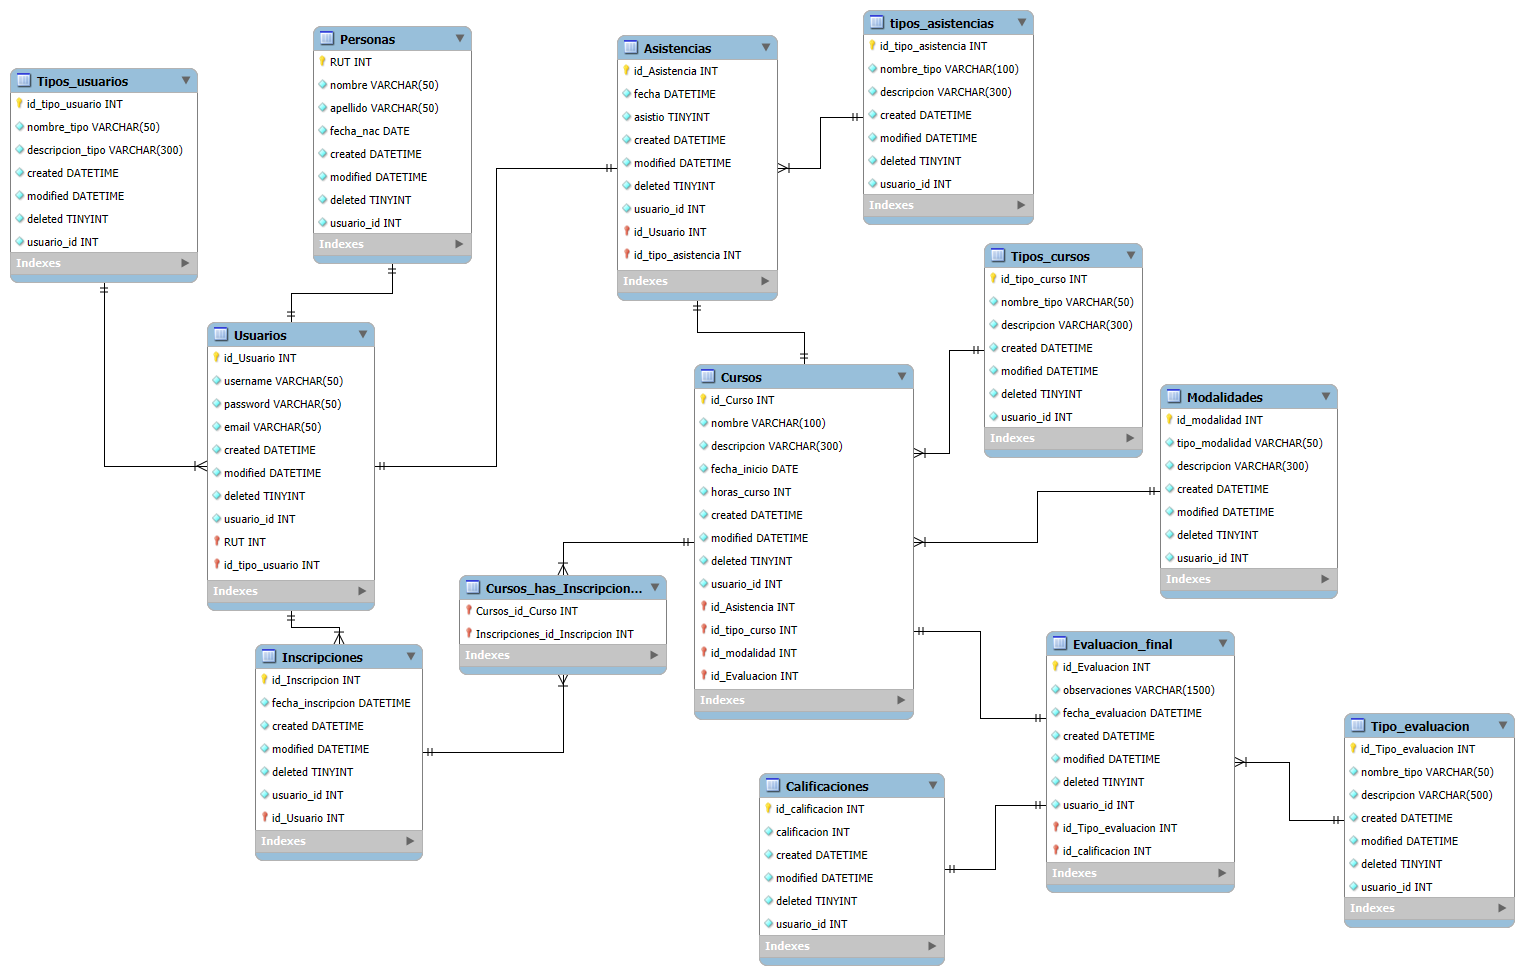 Tipos_usuarios
id_tipo_usuario INT
nombre_tipo VARCHAR(50)
descripcion_tipo VARCHAR(300)
created DATETIME
modified DATETIME
deleted TINYINT
usuario_id INT
Indexes
Personas
RUT INT
nombre VARCHAR(50)
apellido VARCHAR(50)
fecha_nac DATE
created DATETIME
modified DATETIME
deleted TINYINT
usuario_id INT
Indexes
Asistencias
id_Asistencia INT
fecha DATETIME
asistio TINYINT
created DATETIME
modified DATETIME
deleted TINYINT
usuario_id INT
id_Usuario INT
id_tipo_asistencia INT
Indexes
tipos_asistencias
id_tipo_asistencia INT
nombre_tipo VARCHAR(100)
descripcion VARCHAR(300)
created DATETIME
modified DATETIME
deleted TINYINT
usuario_id INT
Indexes
Tipos_cursos
id_tipo_curso INT
nombre_tipo VARCHAR(50)
descripcion VARCHAR(300)
created DATETIME
modified DATETIME
deleted TINYINT
usuario_id INT
Indexes
Usuarios
id_Usuario INT
username VARCHAR(50)
password VARCHAR(50)
email VARCHAR(50)
created DATETIME
modified DATETIME
deleted TINYINT
usuario_id INT
RUT INT
id_tipo_usuario INT
Indexes
Cursos
id_Curso INT
nombre VARCHAR(100)
descripcion VARCHAR(300)
fecha_inicio DATE
horas_curso INT
created DATETIME
modified DATETIME
deleted TINYINT
usuario_id INT
id_Asistencia INT
id_tipo_curso INT
id_modalidad INT
id_Evaluacion INT
Indexes
Modalidades
id_modalidad INT
tipo_modalidad VARCHAR(50)
descripcion VARCHAR(300)
created DATETIME
modified DATETIME
deleted TINYINT
usuario_id INT
Indexes
Cursos_has_Inscripcion...
Cursos_id_Curso INT
Inscripciones_id_Inscripcion INT
Indexes
Inscripciones
id_Inscripcion INT
fecha_inscripcion DATETIME
created DATETIME
modified DATETIME
deleted TINYINT
usuario_id INT
id_Usuario INT
Indexes
Evaluacion_final
id_Evaluacion INT
observaciones VARCHAR(1500)
fecha_evaluacion DATETIME
created DATETIME
modified DATETIME
deleted TINYINT
usuario_id INT
id_Tipo_evaluacion INT
id_calificacion INT
Indexes
Tipo_evaluacion
id_Tipo_evaluacion INT
nombre_tipo VARCHAR(50)
descripcion VARCHAR(500)
created DATETIME
modified DATETIME
deleted TINYINT
usuario_id INT
Indexes
Calificaciones
id_calificacion INT
calificacion INT
created DATETIME
modified DATETIME
deleted TINYINT
usuario_id INT
Indexes